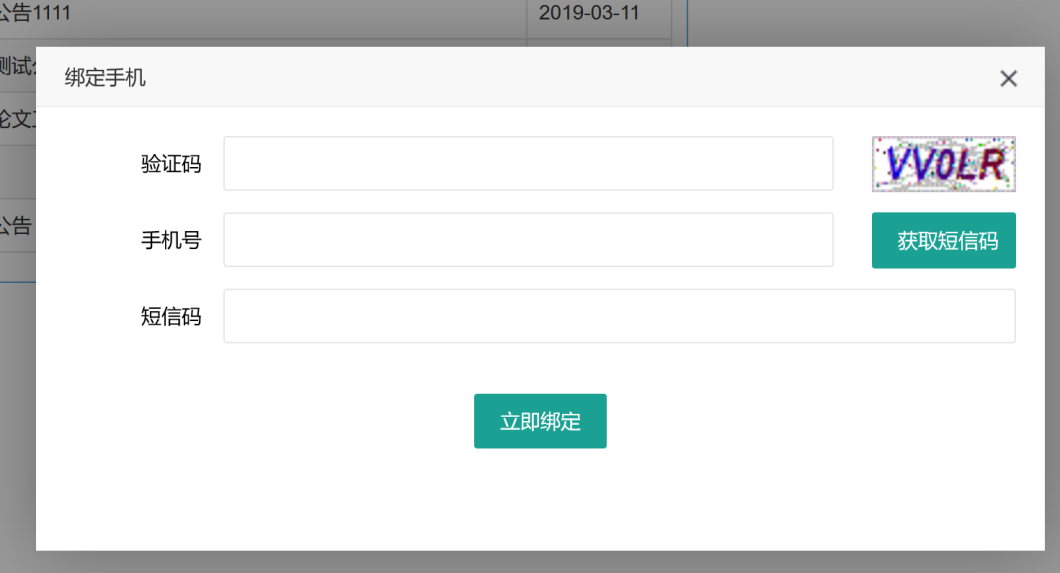 公告1111
2019-03-11
测试
绑定手机
论文
验证码
VVOLR
手机号
获取短信码
公告
短信码
立即绑定